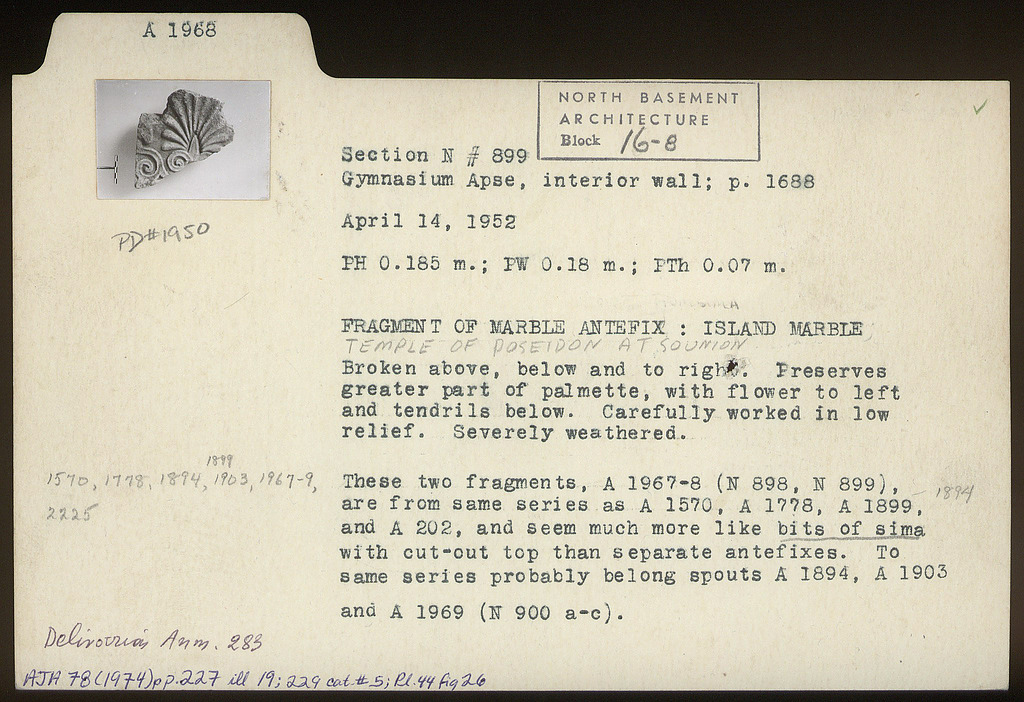 A 1968
NORTH BASEMENT
ARCHITECTURE
Block 16-8
Section N # 899
Gymnasium Apse, interior wall; p. 1688
PD#1950
April 14, 1952
PH 0.185 m.; PW 0.18 m.; PTh 0.07 m.
FRAGMENT OF MARBLE ANTEFIX : ISLAND MARBLE
TEMPLE OF POSEIDON AT SOUNION
Broken above, below and to right. Preserves
greater part of palmette, with flower to left
and tendrils below. Carefully worked in low
relief. Severely weathered.
1899
1570, 1778, 1894, 1903, 1967-9,
2225
These two fragments, A 1967-8 (N 898, N 899),
are from same series as A 1570, A 1778, A 1899, 1894
and A 202, and seem much more like bits of sima
with cut-out top than separate antefixes. To
same series probably belong spouts A 1894, A 1903
and A 1969 (N 900 a-c).
Delivorrias Anm. 283
AJA 78 (1974) pp. 227 ill 19; 229 cat. # 5; Pl. 44 fig 26